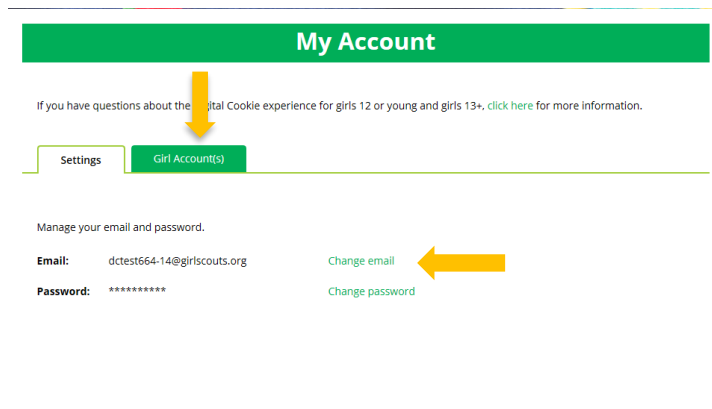 My Account
If you have questions about the Digital Cookie experience for girls 12 or young and girls 13+, click here for more information.
Settings Girl Account(s)
Manage your email and password.
Email: dctest664-14@girlscouts.org Change email
Password: ********** Change password